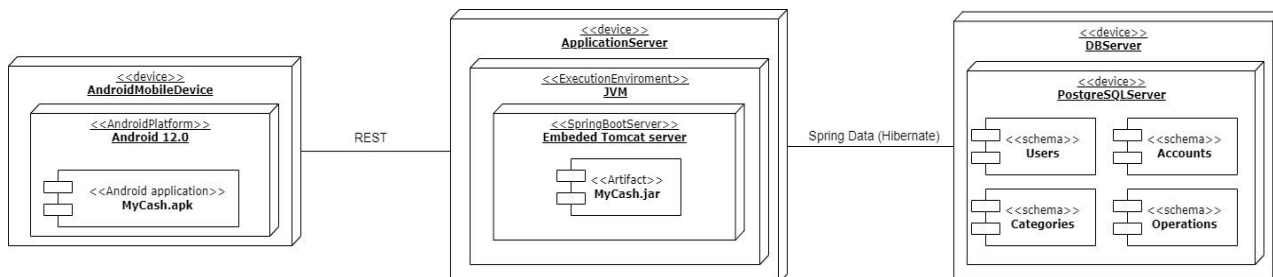 <<device>>
AndroidMobileDevice
<<AndroidPlatform>>
Android 12.0
<<Android application>>
MyCash.apk
REST
<<device>>
ApplicationServer
<<ExecutionEnviroment>>
JVM
<<SpringBootServer>>
Embeded Tomcat server
<<Artifact>>
MyCash.jar
Spring Data (Hibernate)
<<device>>
DBServer
<<device>>
PostgreSQLServer
<<schema>>
Users
<<schema>>
Accounts
<<schema>>
Categories
<<schema>>
Operations